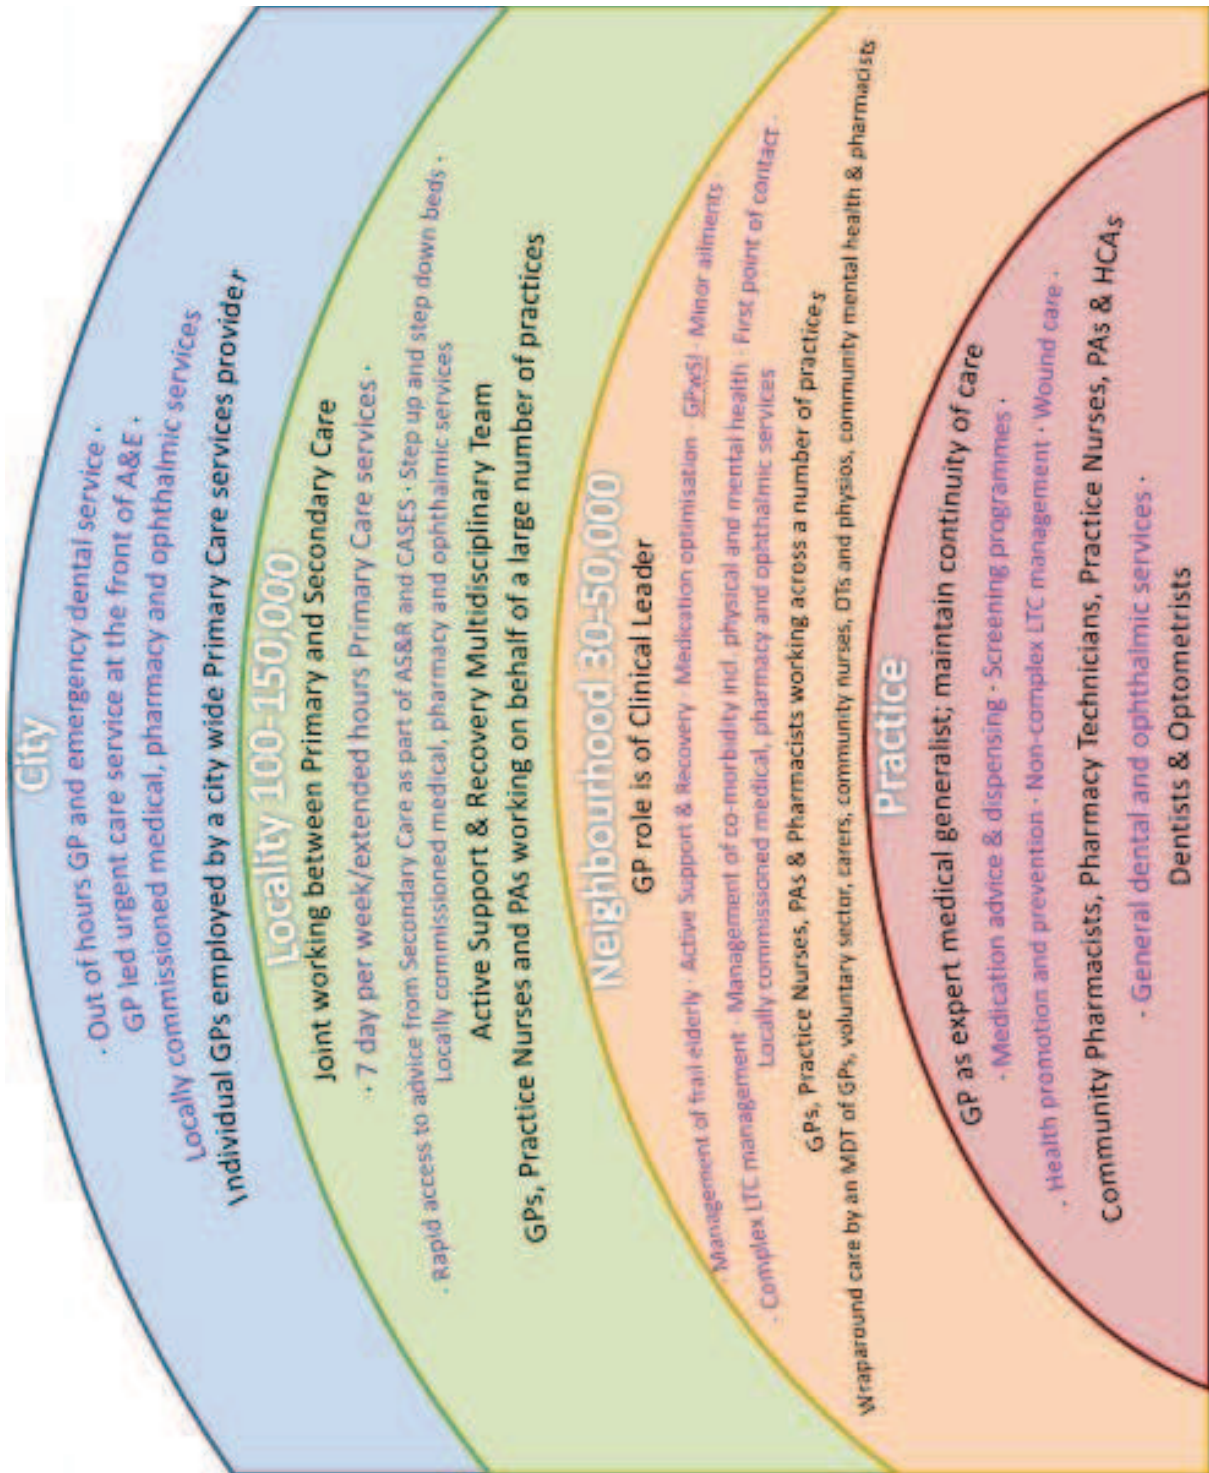 City
· Out of hours GP and emergency dental service ·
GP led urgent care service at the front of A&E ·
Locally commissioned medical, pharmacy and ophthalmic services
Individual GPs employed by a city wide Primary Care services provider
Locality 100-150,000
Joint working between Primary and Secondary Care
· 7 day per week/extended hours Primary Care services ·
· Rapid access to advice from Secondary Care as part of AS&R and CASES · Step up and step down beds ·
Locally commissioned medical, pharmacy and ophthalmic services
Active Support & Recovery Multidisciplinary Team
GPs, Practice Nurses and PAs working on behalf of a large number of practices
Neighbourhood 30-50,000
GP role is of Clinical Leader
· Management of frail elderly · Active Support & Recovery · Medication optimisation · GPwSI · Minor ailments
· Complex LTC management · Management of co-morbidity incl. physical and mental health · First point of contact ·
Locally commissioned medical, pharmacy and ophthalmic services
GPs, Practice Nurses, PAs & Pharmacists working across a number of practices
Wraparound care by an MDT of GPs, voluntary sector, carers, community nurses, OTs and physios, community mental health & pharmacists
Practice
GP as expert medical generalist; maintain continuity of care
· Medication advice & dispensing · Screening programmes ·
· Health promotion and prevention · Non-complex LTC management · Wound care ·
Community Pharmacists, Pharmacy Technicians, Practice Nurses, PAs & HCAs
· General dental and ophthalmic services ·
Dentists & Optometrists